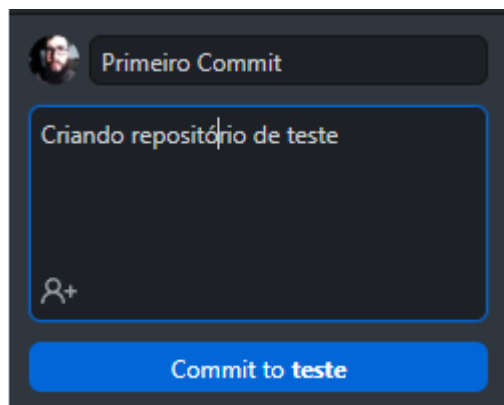 Primeiro Commit
Criando repositório de teste
Commit to teste